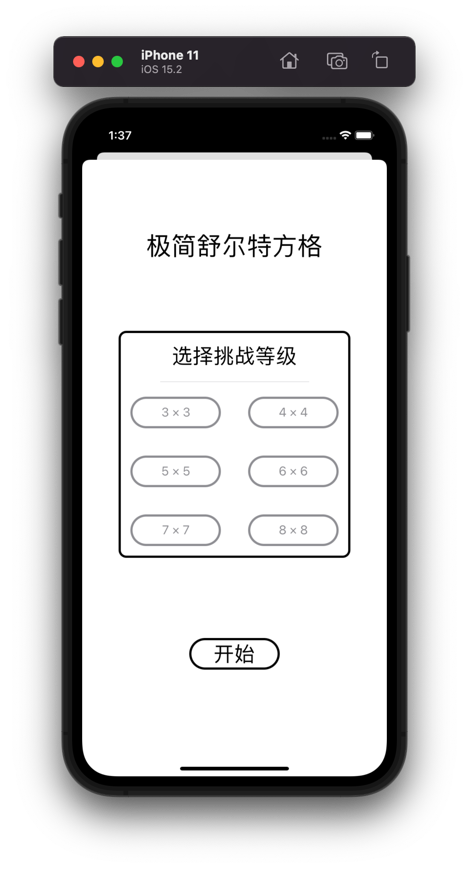 iPhone 11
iOS 15.2
1:37
极简舒尔特方格
选择挑战等级
3 × 3
4 × 4
5 × 5
6 × 6
7 × 7
8 × 8
开始